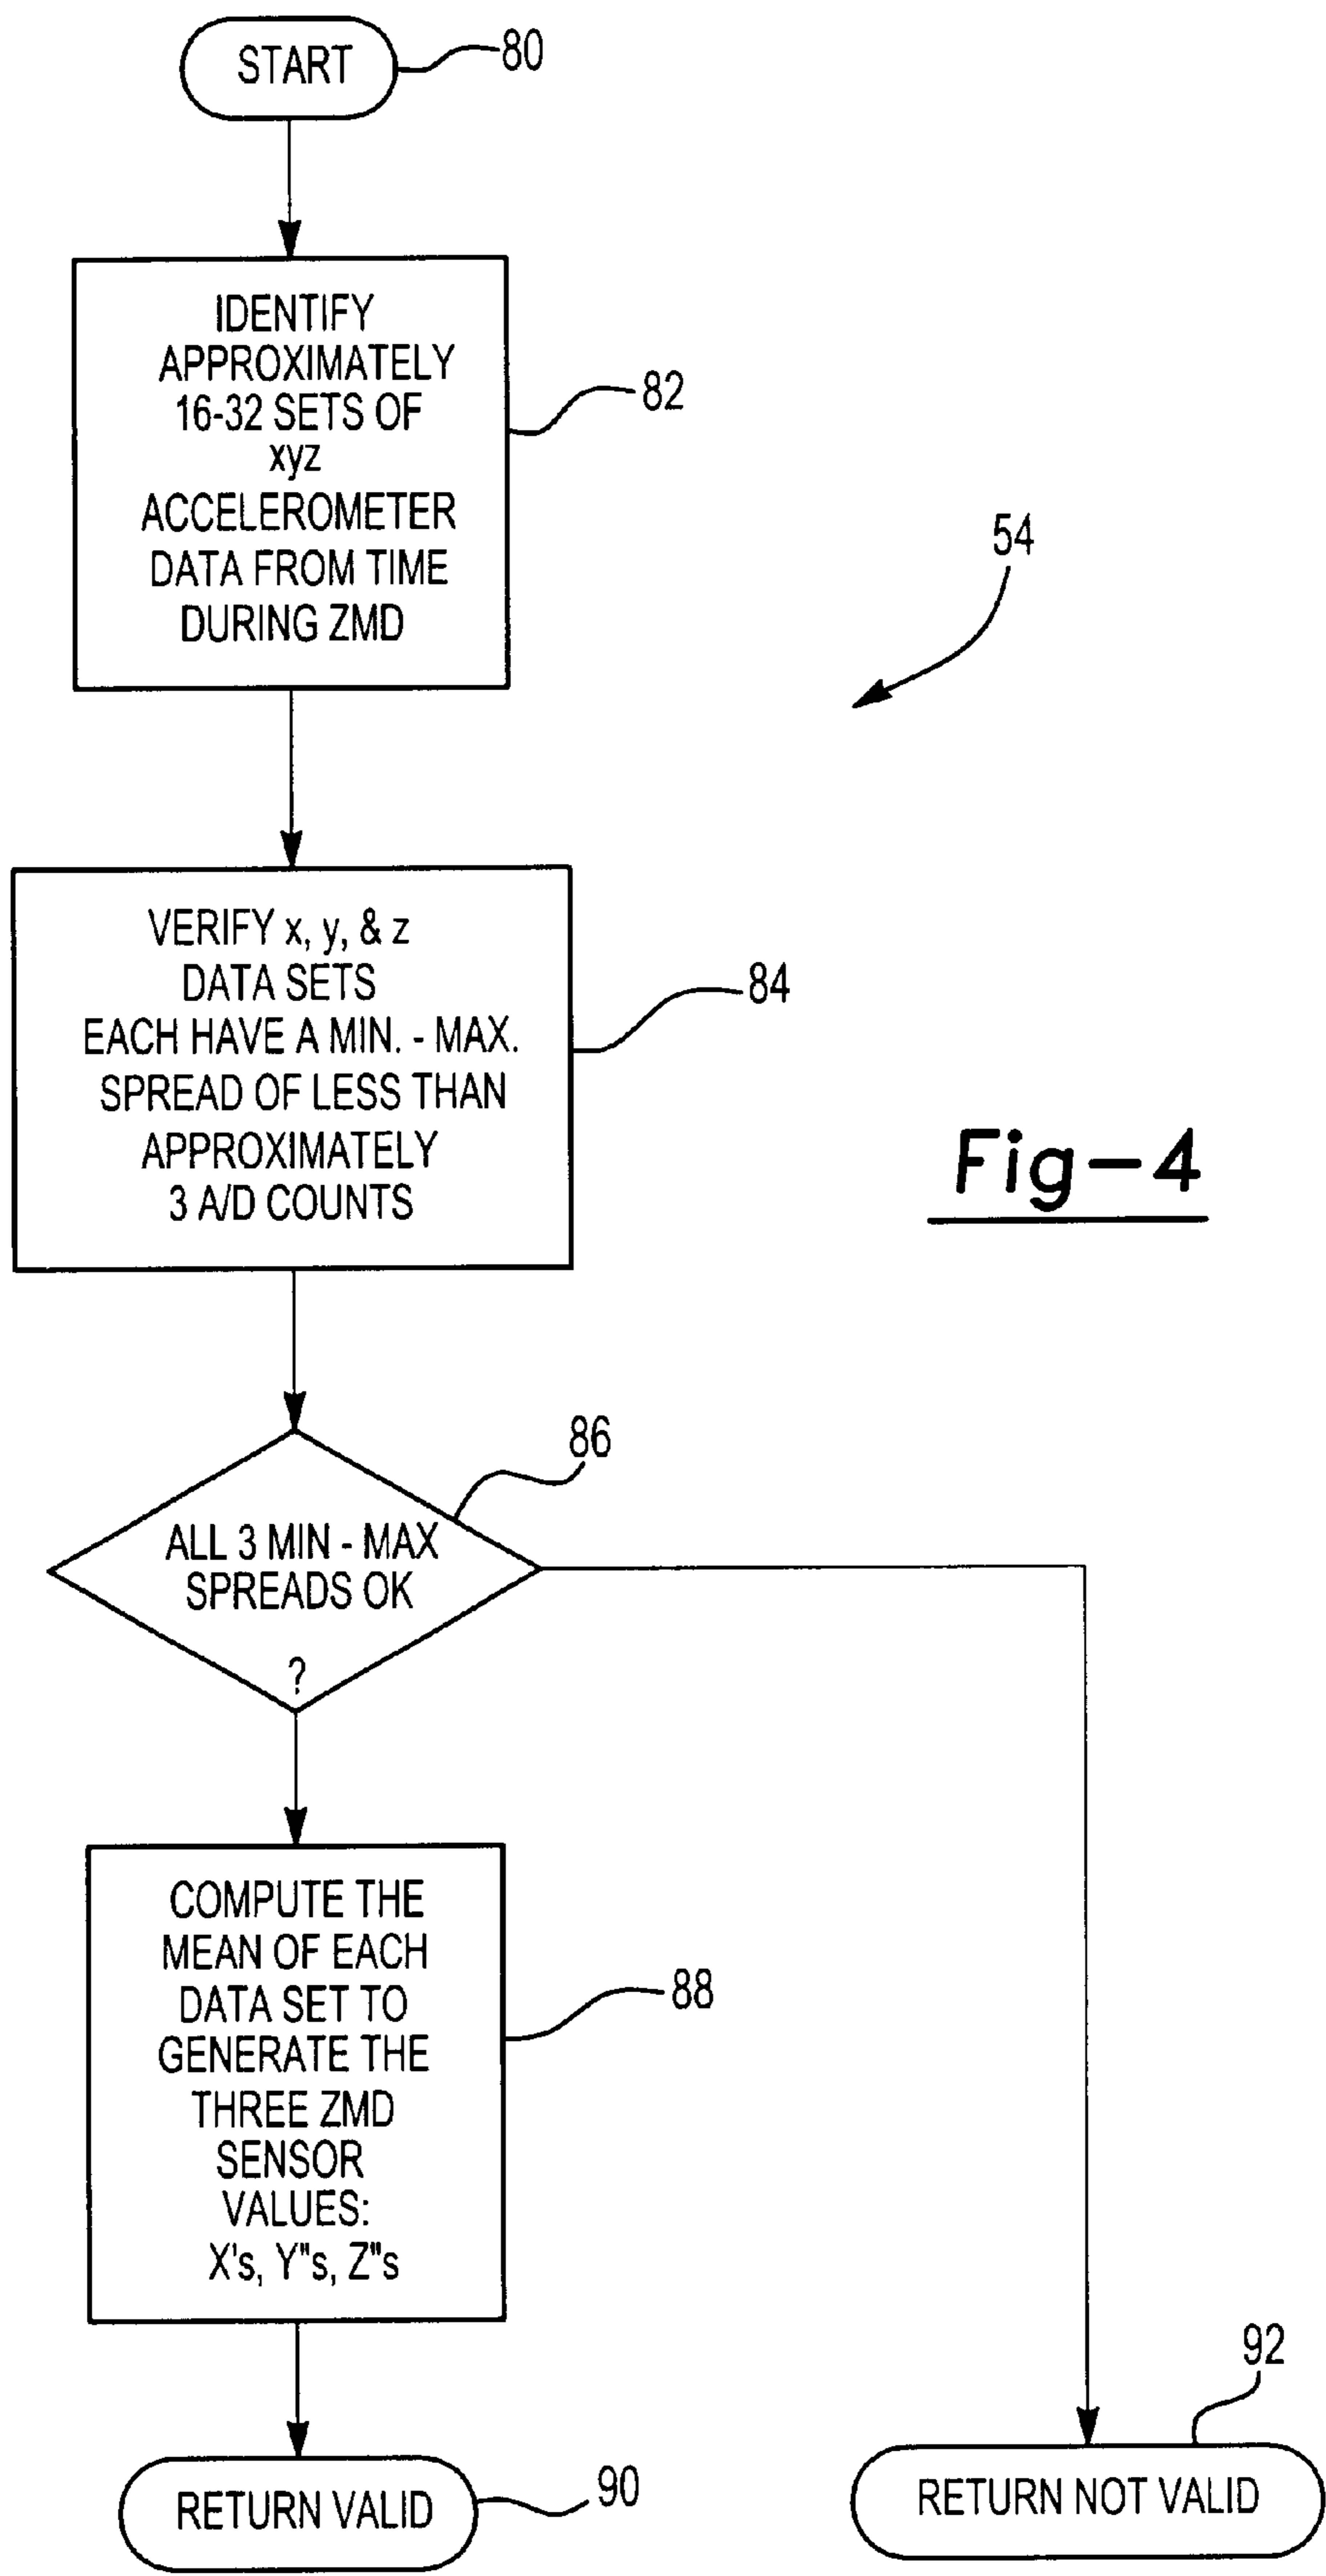 START
80
IDENTIFY
APPROXIMATELY
16-32 SETS OF
xyz
ACCELEROMETER
DATA FROM TIME
DURING ZMD
82
54
VERIFY x, y, & z
DATA SETS
EACH HAVE A MIN. - MAX.
SPREAD OF LESS THAN
APPROXIMATELY
3 A/D COUNTS
84
Fig-4
86
ALL 3 MIN - MAX
SPREADS OK
?
COMPUTE THE
MEAN OF EACH
DATA SET TO
GENERATE THE
THREE ZMD
SENSOR
VALUES:
X's, Y"s, Z"s
88
RETURN VALID
90
92
RETURN NOT VALID